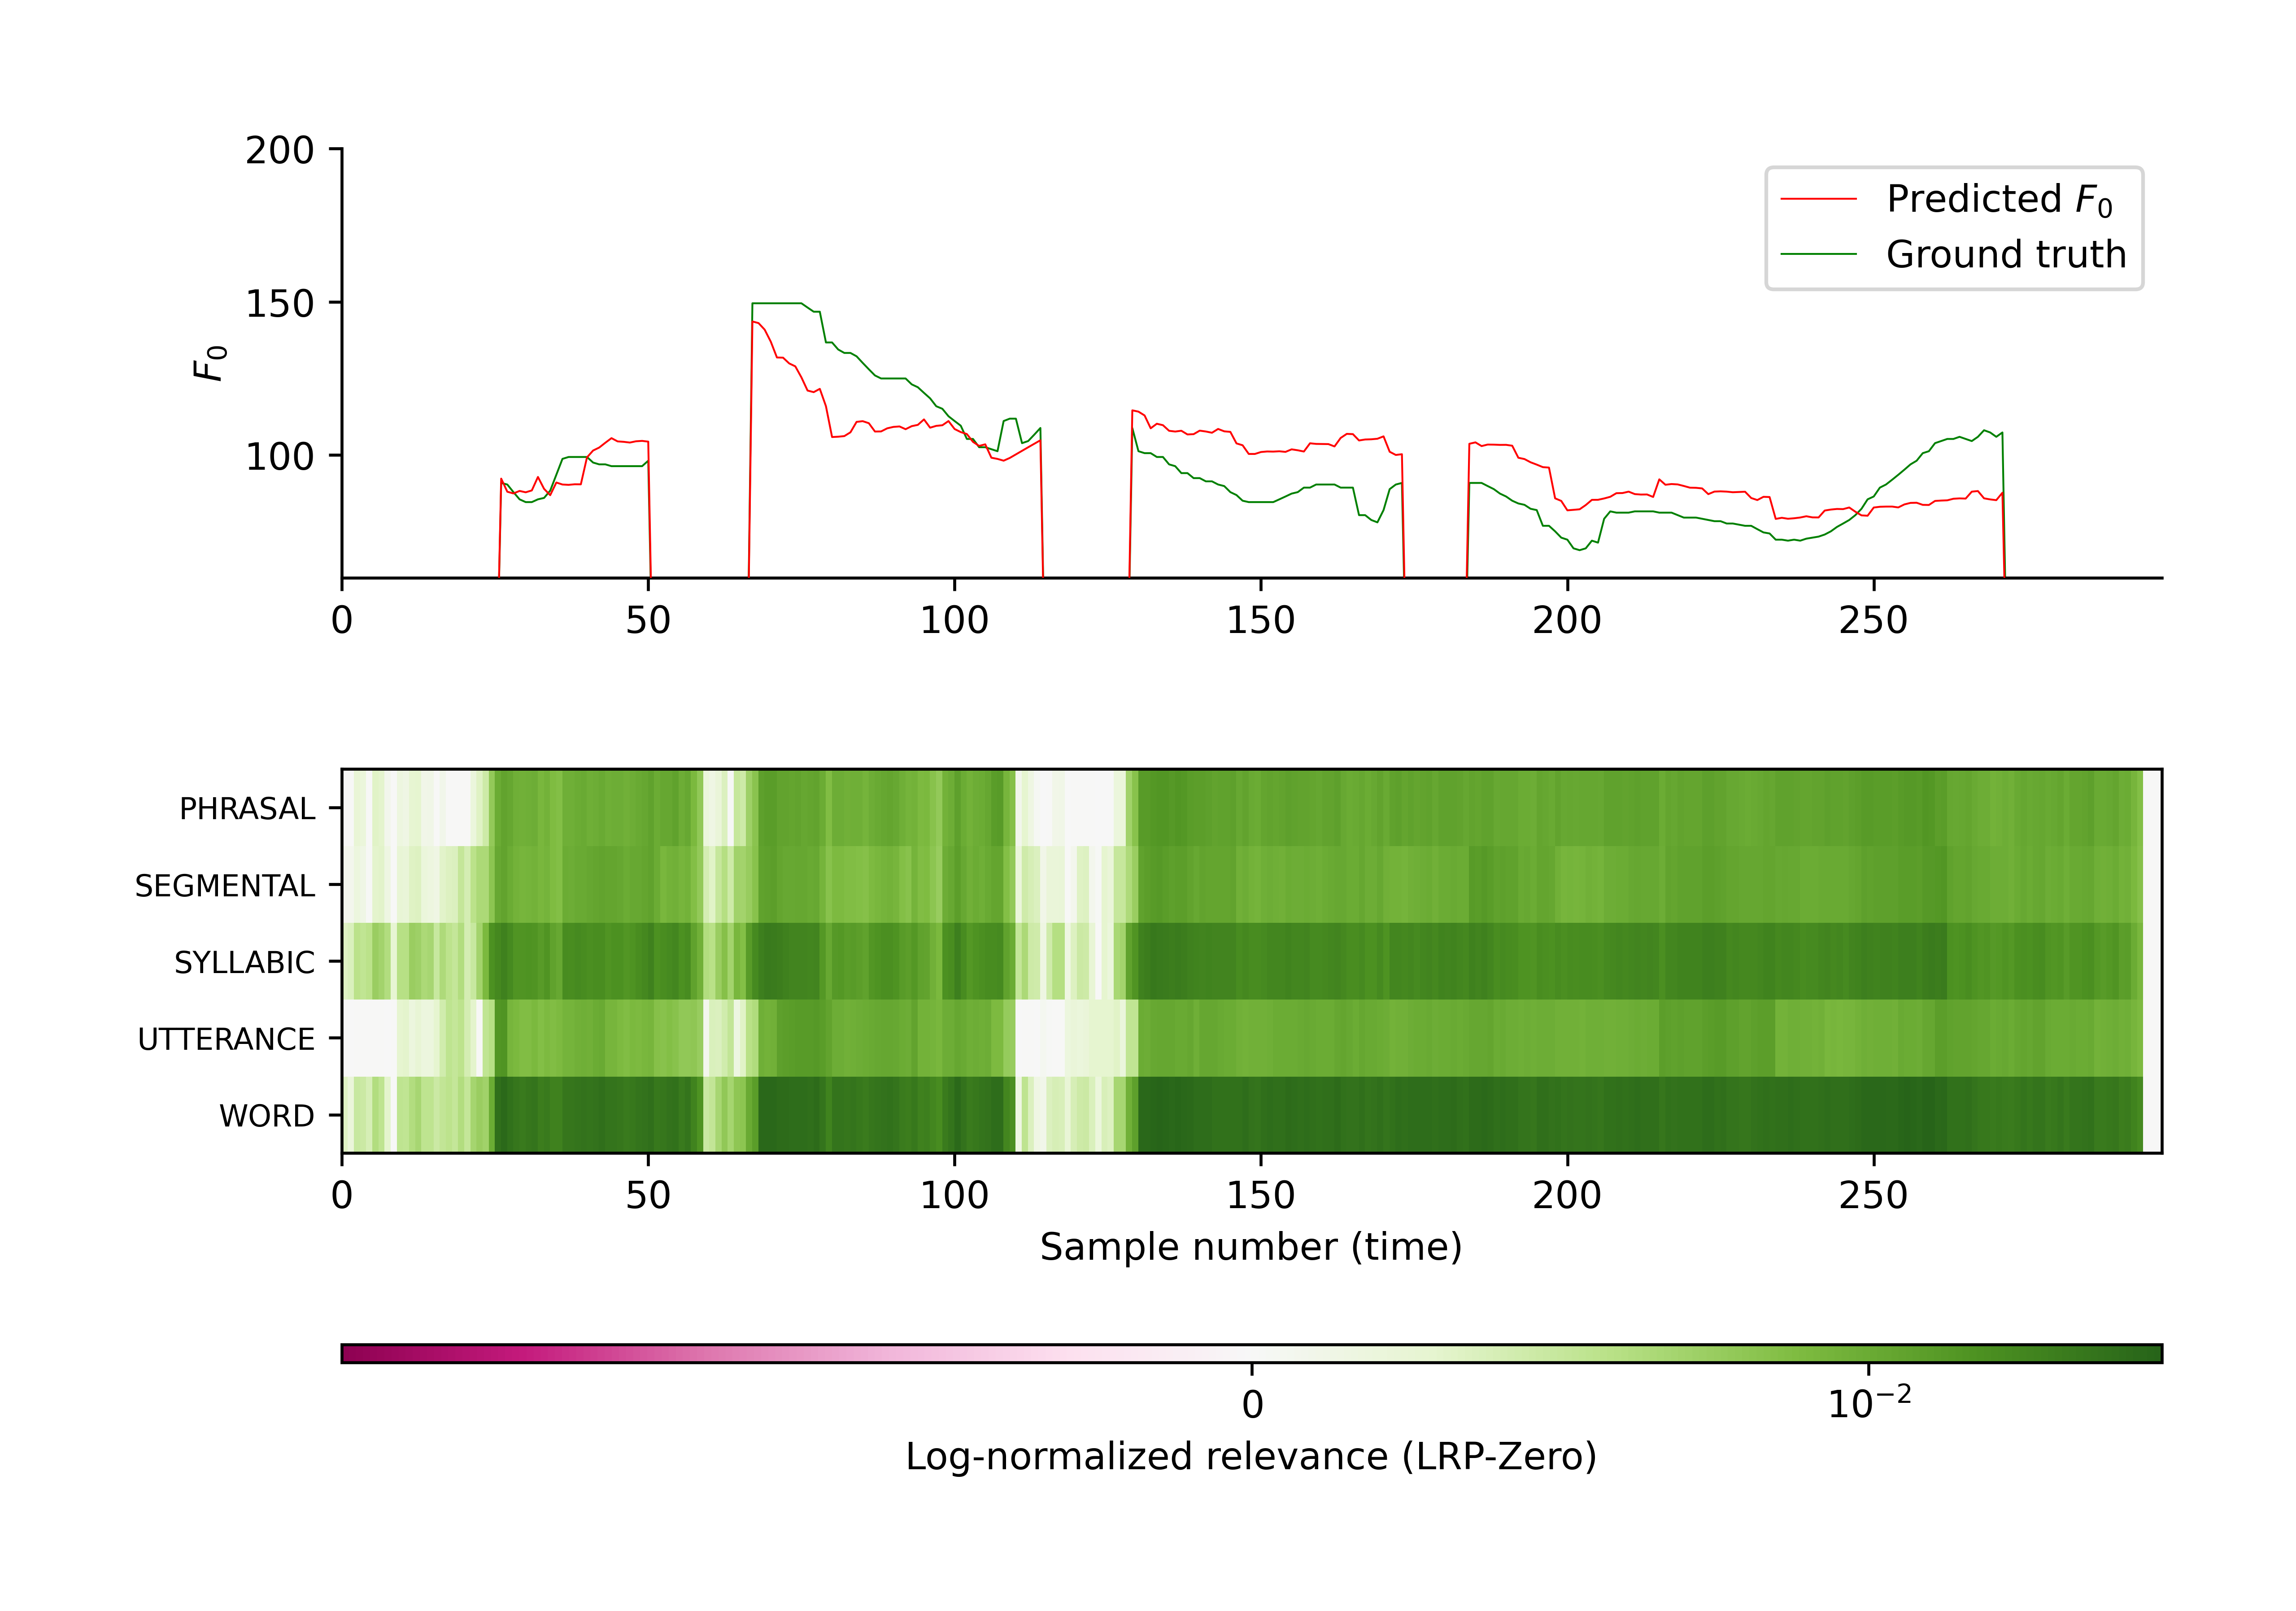 200
150
100
F₀
Predicted F₀
Ground truth
0 50 100 150 200 250
PHRASAL
SEGMENTAL
SYLLABIC
UTTERANCE
WORD
0 50 100 150 200 250
Sample number (time)
0 10⁻²
Log-normalized relevance (LRP-Zero)